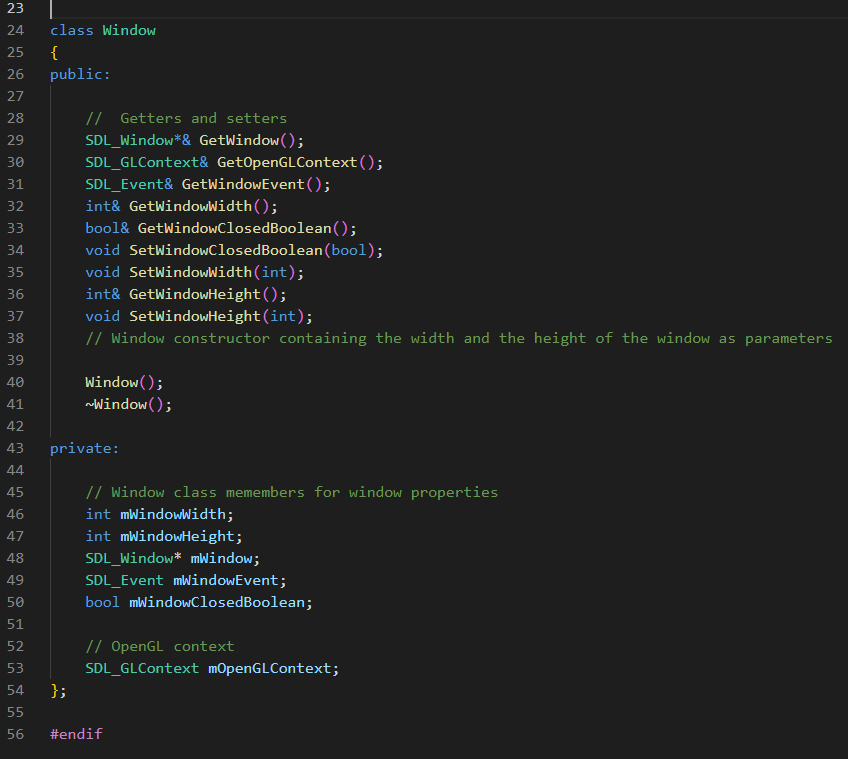 23
24 class Window
25 {
26 public:
27
28     //  Getters and setters
29     SDL_Window*& GetWindow();
30     SDL_GLContext& GetOpenGLContext();
31     SDL_Event& GetWindowEvent();
32     int& GetWindowWidth();
33     bool& GetWindowClosedBoolean();
34     void SetWindowClosedBoolean(bool);
35     void SetWindowWidth(int);
36     int& GetWindowHeight();
37     void SetWindowHeight(int);
38     // Window constructor containing the width and the height of the window as parameters
39
40     Window();
41     ~Window();
42
43 private:
44
45     // Window class memembers for window properties
46     int mWindowWidth;
47     int mWindowHeight;
48     SDL_Window* mWindow;
49     SDL_Event mWindowEvent;
50     bool mWindowClosedBoolean;
51
52     // OpenGL context
53     SDL_GLContext mOpenGLContext;
54 };
55
56 #endif